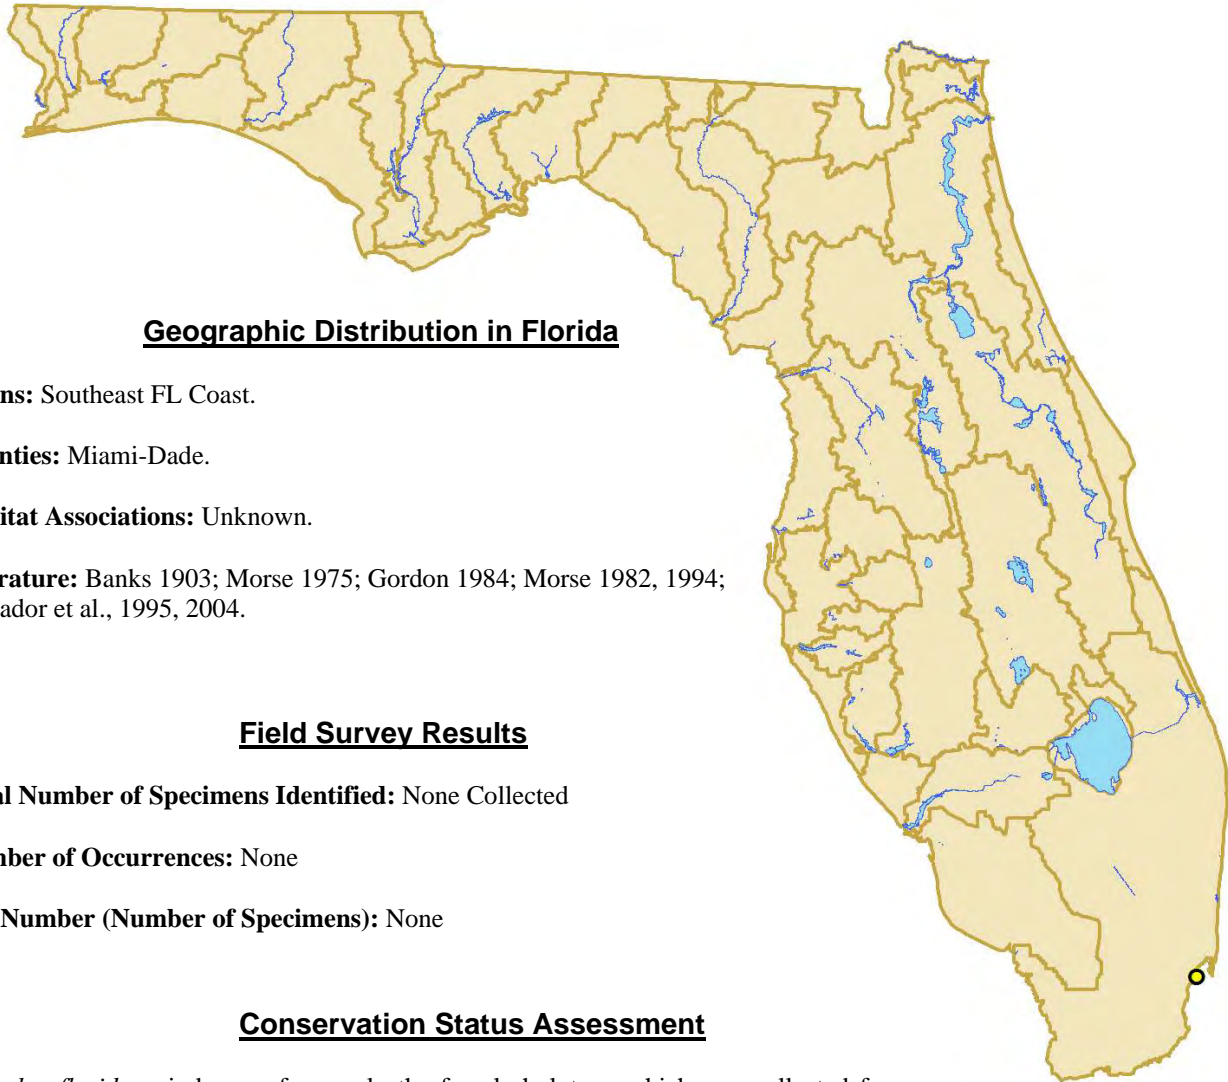 Geographic Distribution in Florida
ns: Southeast FL Coast.
nties: Miami-Dade.
itat Associations: Unknown.
rature: Banks 1903; Morse 1975; Gordon 1984; Morse 1982, 1994;
ador et al., 1995, 2004.
Field Survey Results
l Number of Specimens Identified: None Collected
ber of Occurrences: None
Number (Number of Specimens): None
Conservation Status Assessment